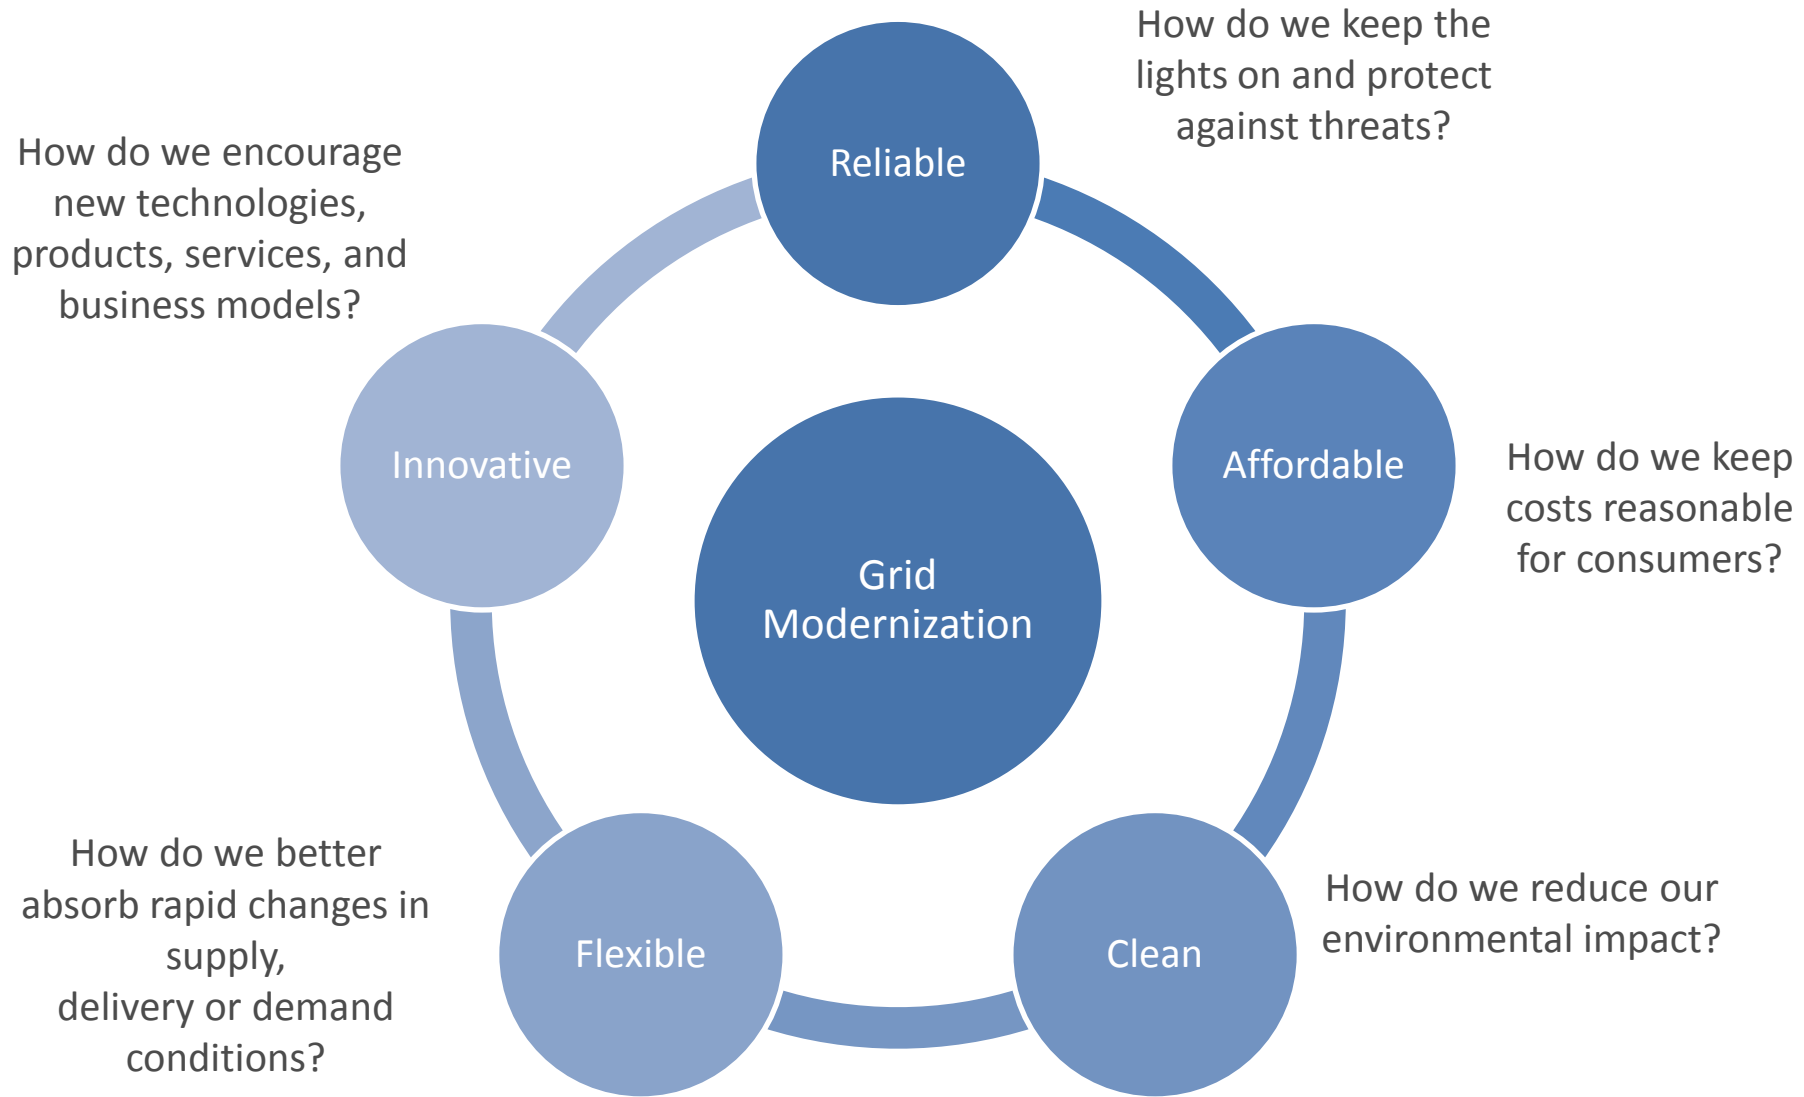 How do we keep the
lights on and protect
against threats?
Reliable
How do we encourage
new technologies,
products, services, and
business models?
Innovative
Affordable
How do we keep
costs reasonable
for consumers?
Grid
Modernization
How do we better
absorb rapid changes in
supply,
delivery or demand
conditions?
Flexible
Clean
How do we reduce our
environmental impact?